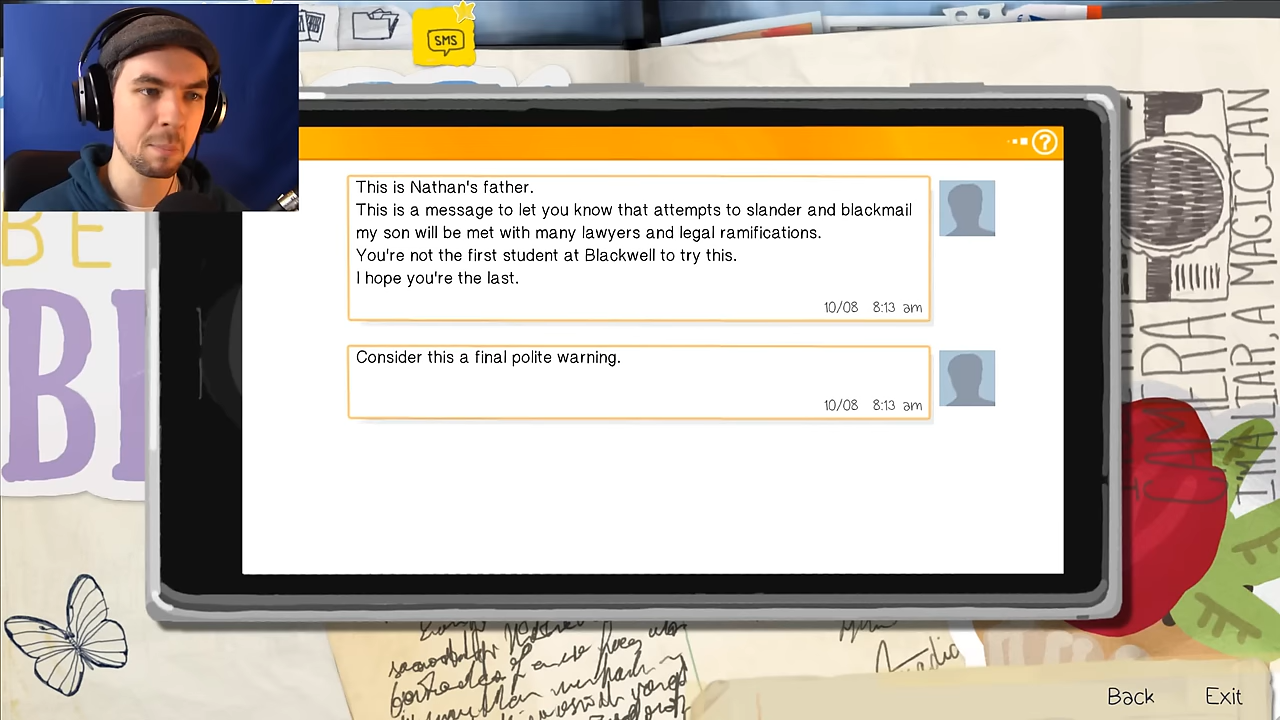 SMS
BE
This is Nathan's father.
This is a message to let you know that attempts to slander and blackmail
my son will be met with many lawyers and legal ramifications.
You're not the first student at Blackwell to try this.
I hope you're the last.
10/08 8:13 am
Consider this a final polite warning.
10/08 8:13 am
Back
Exit